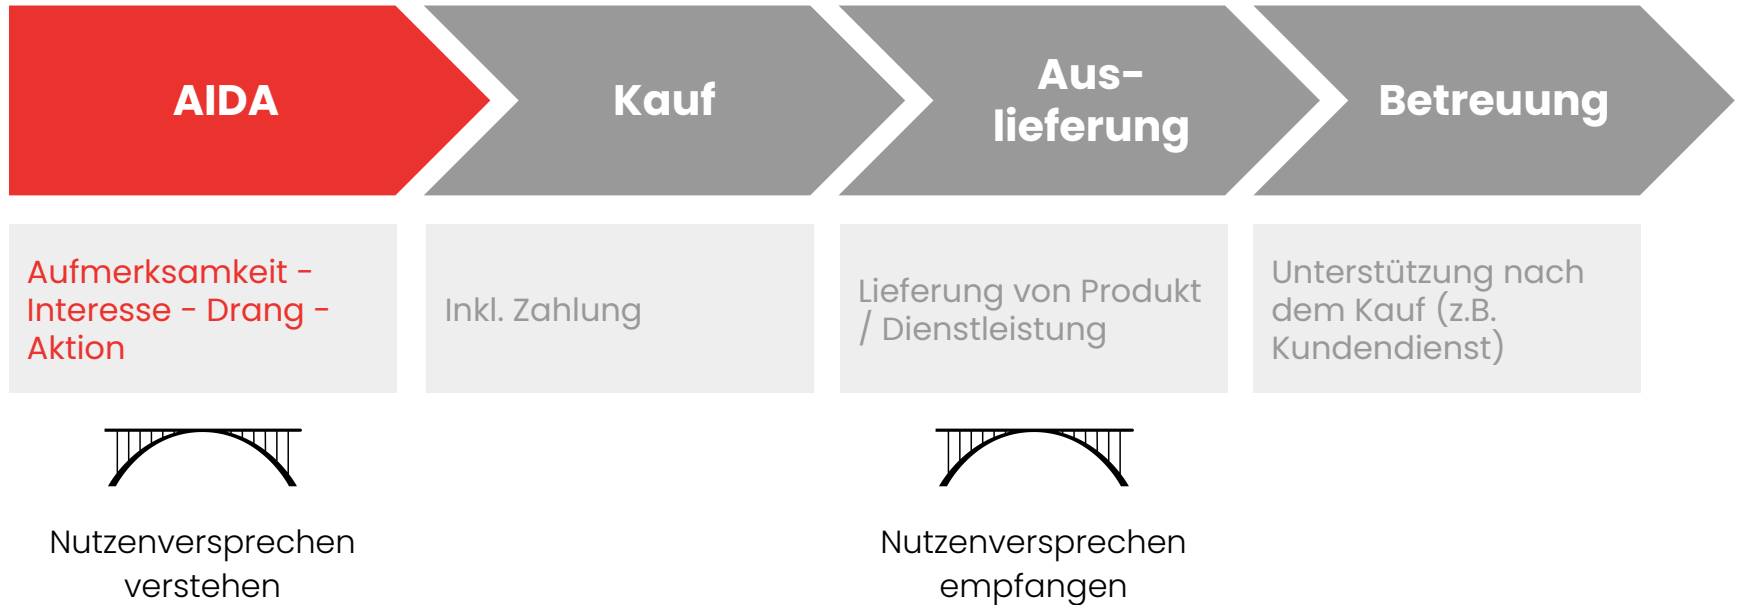 AIDA
Kauf
Aus-
lieferung
Betreuung
Aufmerksamkeit -
Interesse - Drang -
Aktion
Inkl. Zahlung
Lieferung von Produkt
/ Dienstleistung
Unterstützung nach
dem Kauf (z.B.
Kundendienst)
Nutzenversprechen
verstehen
Nutzenversprechen
empfangen